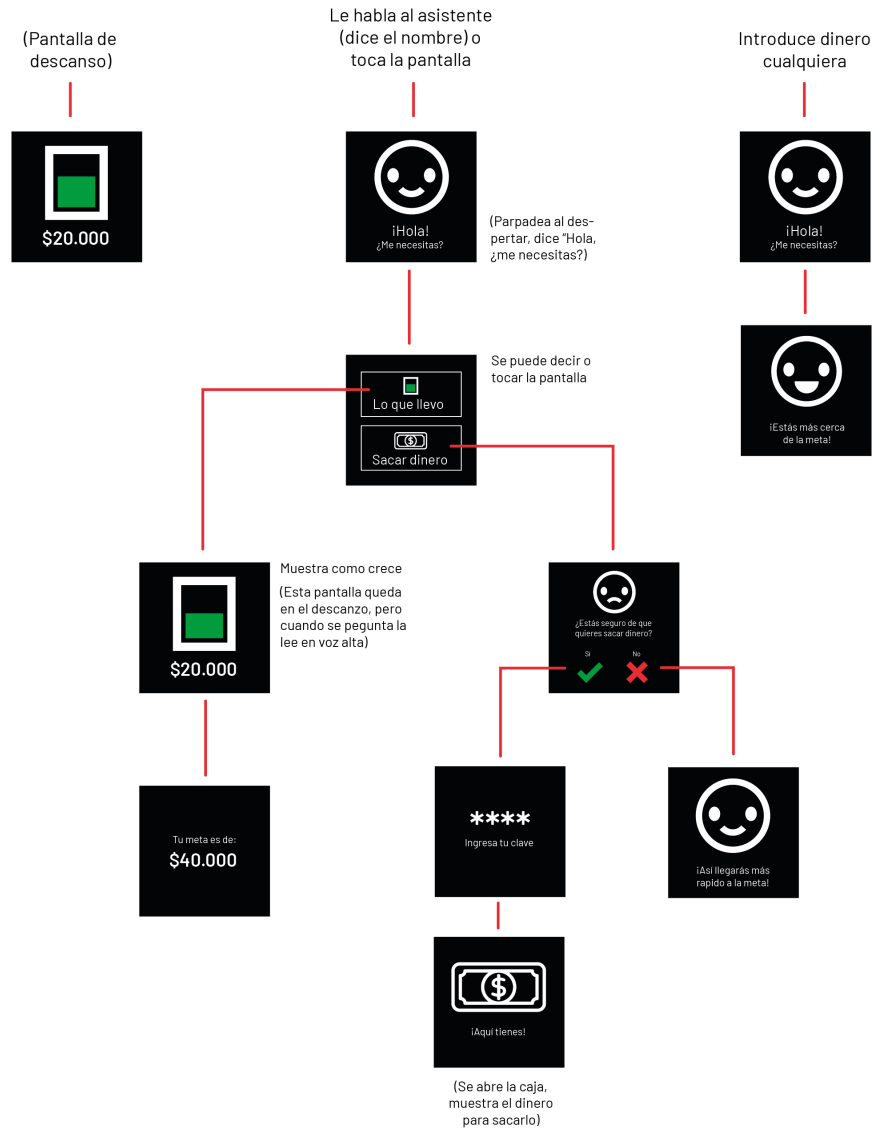 (Pantalla de
descanso)
$20.000
Le habla al asistente
(dice el nombre) o
toca la pantalla
¡Hola!
¿Me necesitas?
(Parpadea al des-
pertar, dice “Hola,
¿me necesitas?)
Introduce dinero
cualquiera
¡Hola!
¿Me necesitas?
¡Estás más cerca
de la meta!
Lo que llevo
$
Sacar dinero
Se puede decir o
tocar la pantalla
$20.000
Muestra como crece
(Esta pantalla queda
en el descanzo, pero
cuando se pegunta la
lee en voz alta)
Tu meta es de:
$40.000
¿Estás seguro de que
quieres sacar dinero?
Si
No
****
Ingresa tu clave
¡Así llegarás más
rapido a la meta!
$
¡Aquí tienes!
(Se abre la caja,
muestra el dinero
para sacarlo)